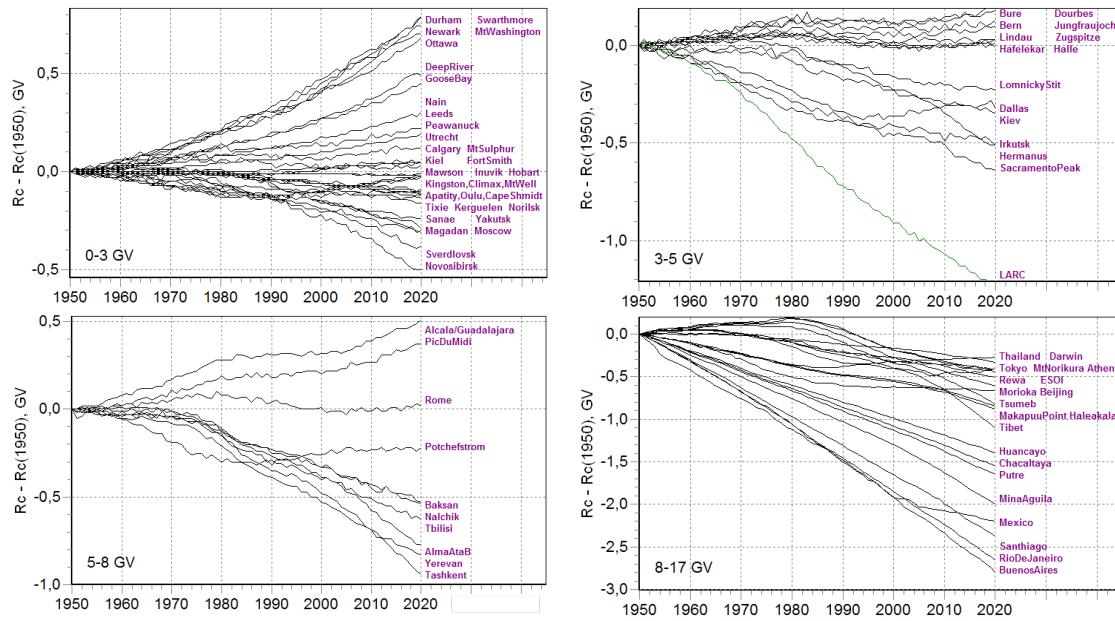 Rc - Rc(1950), GV
0,5
0,0
-0,5
0-3 GV
1950 1960 1970 1980 1990 2000 2010 2020
Durham Swarthmore
Newark MtWashington
Ottawa
DeepRiver
GooseBay
Nain
Leeds
Peawanuck
Utrecht
Calgary MtSulphur
Kiel FortSmith
Mawson Inuvik Hobart
Kingston,Climax,MtWell
Apatity,Oulu,CapeShmidt
Tixie Kerguelen Norilsk
Sanae Yakutsk
Magadan Moscow
Sverdlovsk
Novosibirsk
Rc - Rc(1950), GV
0,0
-0,5
-1,0
3-5 GV
1950 1960 1970 1980 1990 2000 2010 2020
Bure Dourbes
Bern Jungfraujoch
Lindau Zugspitze
Hafelekar Halle
LomnickyStit
Dallas
Kiev
Irkutsk
Hermanus
SacramentoPeak
LARC
Rc - Rc(1950), GV
0,5
0,0
-0,5
-1,0
5-8 GV
1950 1960 1970 1980 1990 2000 2010 2020
Alcala/Guadalajara
PicDuMidi
Rome
Potchefstrom
Baksan
Nalchik
Tbilisi
AlmaAtaB
Yerevan
Tashkent
Rc - Rc(1950), GV
0,0
-0,5
-1,0
-1,5
-2,0
-2,5
-3,0
8-17 GV
1950 1960 1970 1980 1990 2000 2010 2020
Thailand Darwin
Tokyo MtNorikura Athen
Rewa ESOI
Morioka Beijing
Tsumeb
MakapuuPoint Haleakala
Tibet
Huancayo
Chacaltaya
Putre
MinaAguila
Mexico
Santhiago
RioDeJaneiro
BuenosAires